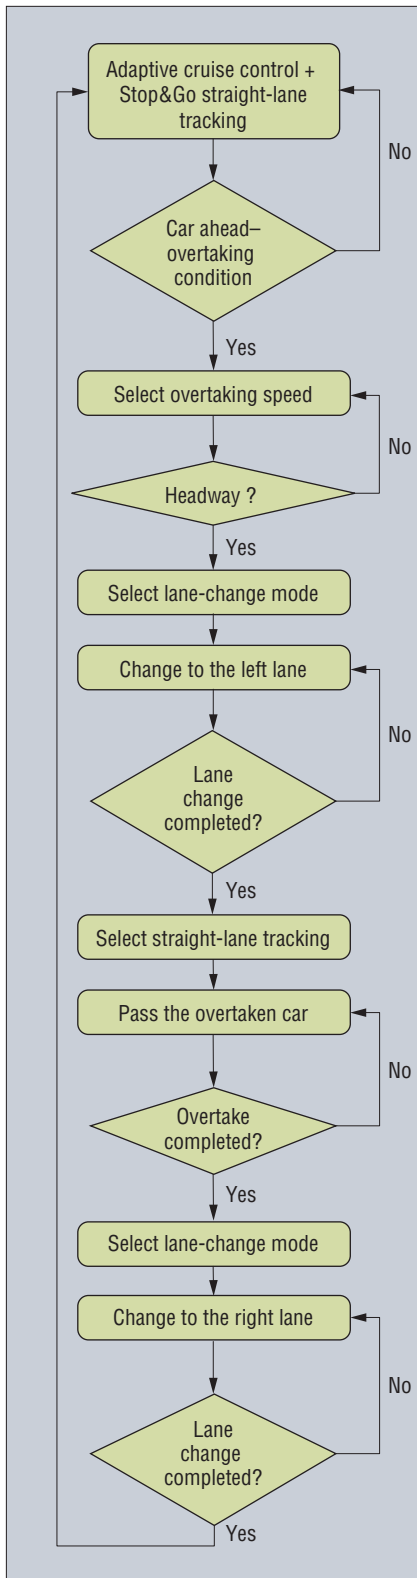 Adaptive cruise control +
Stop&Go straight-lane
tracking
No
Car ahead–
overtaking
condition
Yes
Select overtaking speed
No
Headway ?
Yes
Select lane-change mode
Change to the left lane
No
Lane
change
completed?
Yes
Select straight-lane tracking
Pass the overtaken car
No
Overtake
completed?
Yes
Select lane-change mode
Change to the right lane
No
Lane
change
completed?
Yes